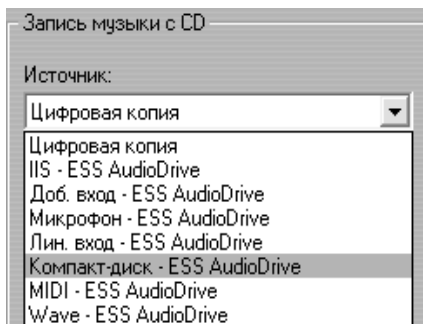 Запись музыки с CD
Источник:
Цифровая копия
Цифровая копия
IIS - ESS AudioDrive
Доб. вход - ESS AudioDrive
Микрофон - ESS AudioDrive
Лин. вход - ESS AudioDrive
Компакт-диск - ESS AudioDrive
MIDI - ESS AudioDrive
Wave - ESS AudioDrive